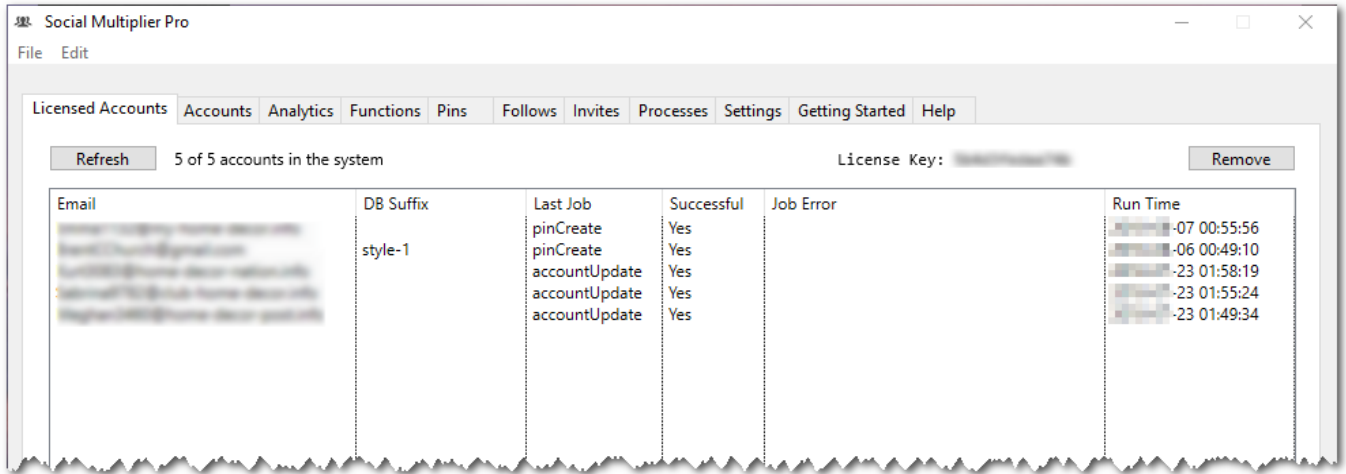 Social Multiplier Pro
File Edit
Licensed Accounts Accounts Analytics Functions Pins Follows Invites Processes Settings Getting Started Help
Refresh 5 of 5 accounts in the system License Key: Remove
Email DB Suffix Last Job Successful Job Error Run Time
pinCreate Yes -07 00:55:56
style-1 pinCreate Yes -06 00:49:10
accountUpdate Yes -23 01:58:19
accountUpdate Yes -23 01:55:24
accountUpdate Yes -23 01:49:34